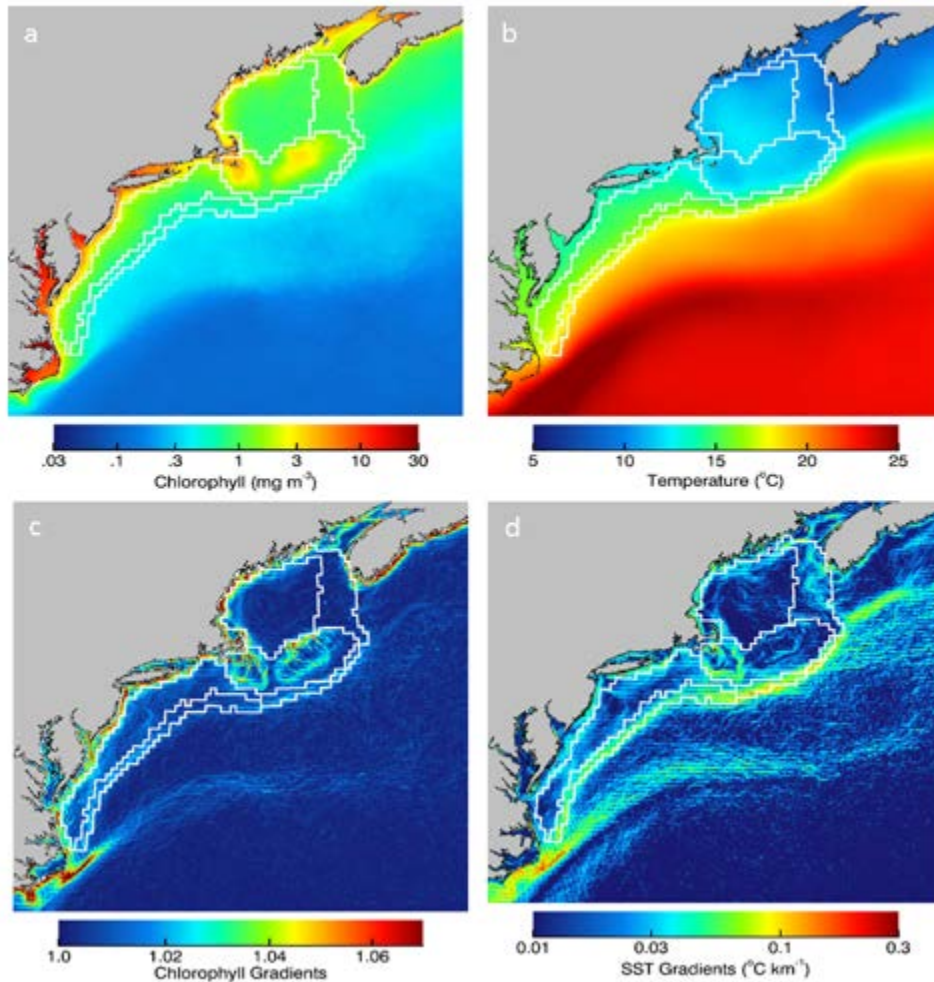 a
b
.03 .1 .3 1 3 10 30
Chlorophyll (mg m⁻³)
5 10 15 20 25
Temperature (°C)
c
d
1.0 1.02 1.04 1.06
Chlorophyll Gradients
0.01 0.03 0.1 0.3
SST Gradients (°C km⁻¹)